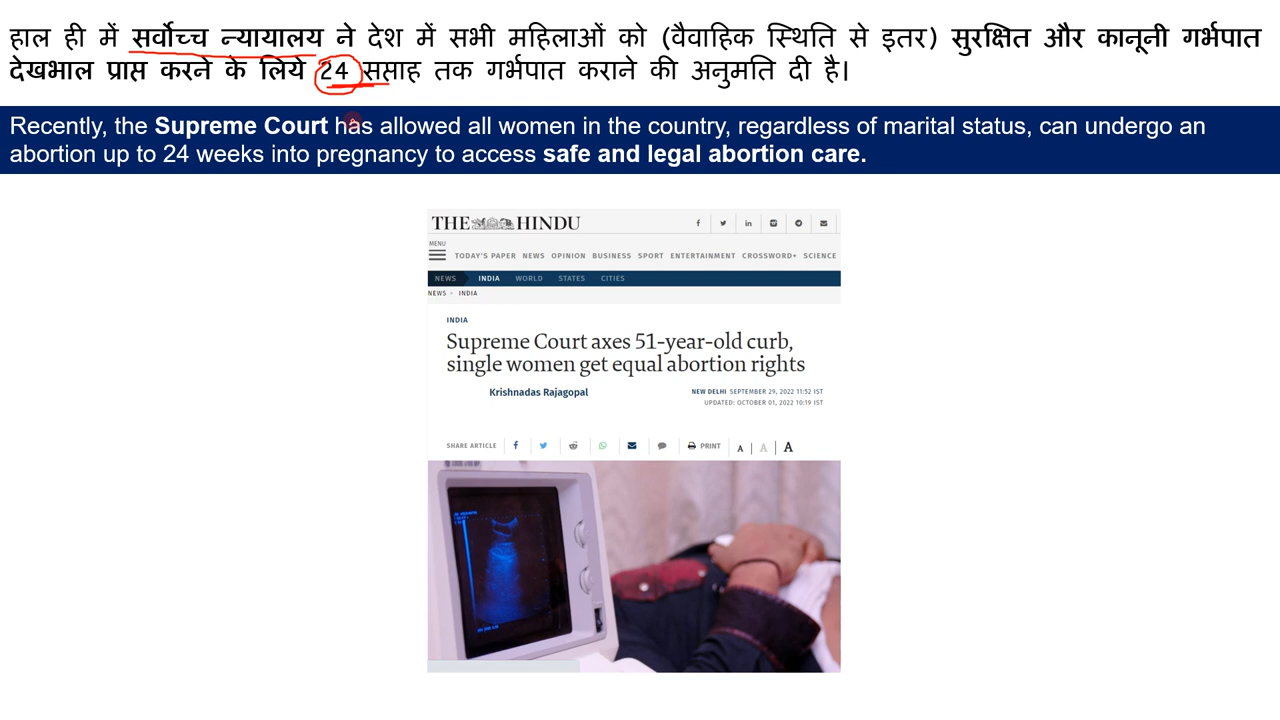 हाल ही में सर्वोच्च न्यायालय ने देश में सभी महिलाओं को (वैवाहिक स्थिति से इतर) सुरक्षित और कानूनी गर्भपात
देखभाल प्राप्त करने के लिये 24 सप्ताह तक गर्भपात कराने की अनुमति दी है।
Recently, the Supreme Court has allowed all women in the country, regardless of marital status, can undergo an
abortion up to 24 weeks into pregnancy to access safe and legal abortion care.
THE HINDU
MENU
TODAY'S PAPER NEWS OPINION BUSINESS SPORT ENTERTAINMENT CROSSWORD+ SCIENCE
NEWS INDIA WORLD STATES CITIES
NEWS > INDIA
INDIA
Supreme Court axes 51-year-old curb,
single women get equal abortion rights
Krishnadas Rajagopal
NEW DELHI SEPTEMBER 29, 2022 11:52 IST
UPDATED: OCTOBER 01, 2022 10:19 IST
SHARE ARTICLE PRINT A A A